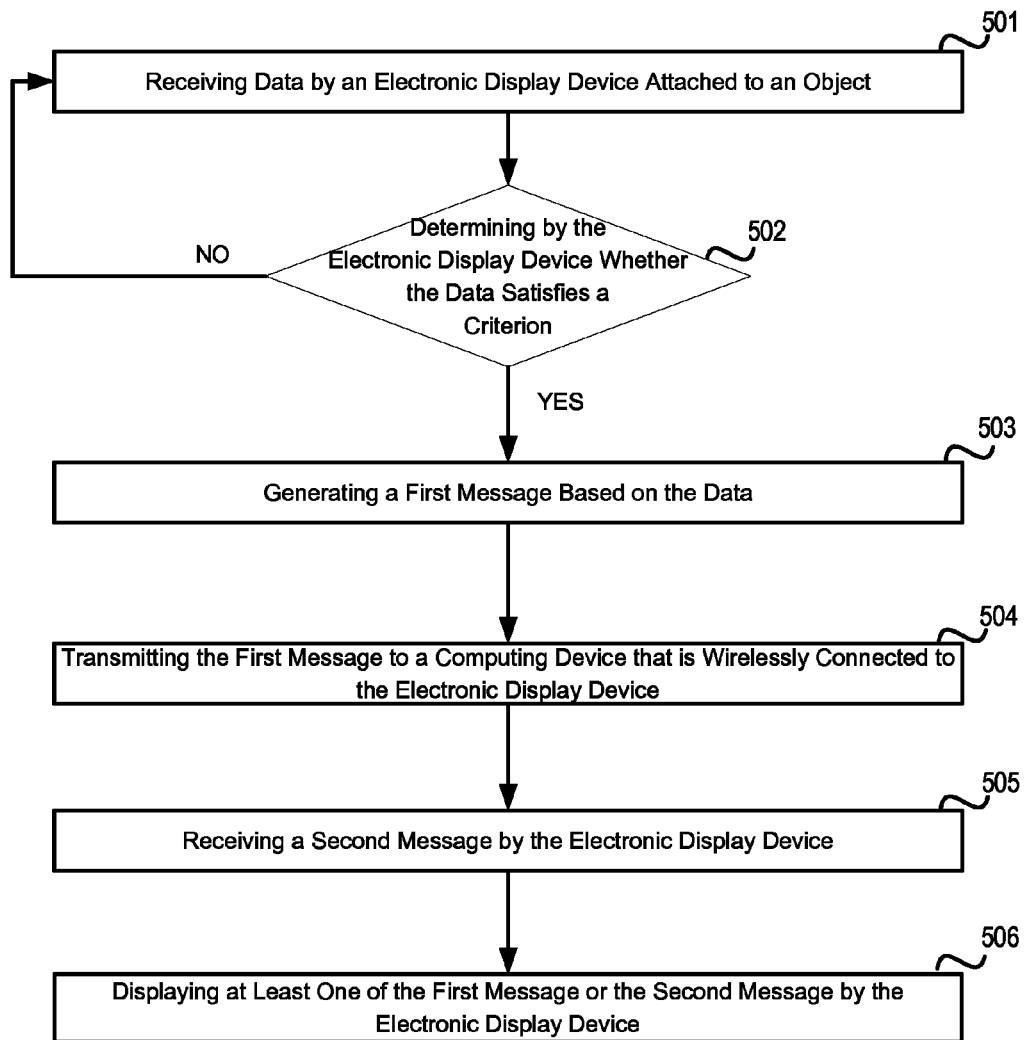 501
Receiving Data by an Electronic Display Device Attached to an Object
Determining by the
Electronic Display Device Whether
the Data Satisfies a
Criterion
502
NO
YES
503
Generating a First Message Based on the Data
504
Transmitting the First Message to a Computing Device that is Wirelessly Connected to
the Electronic Display Device
505
Receiving a Second Message by the Electronic Display Device
506
Displaying at Least One of the First Message or the Second Message by the
Electronic Display Device